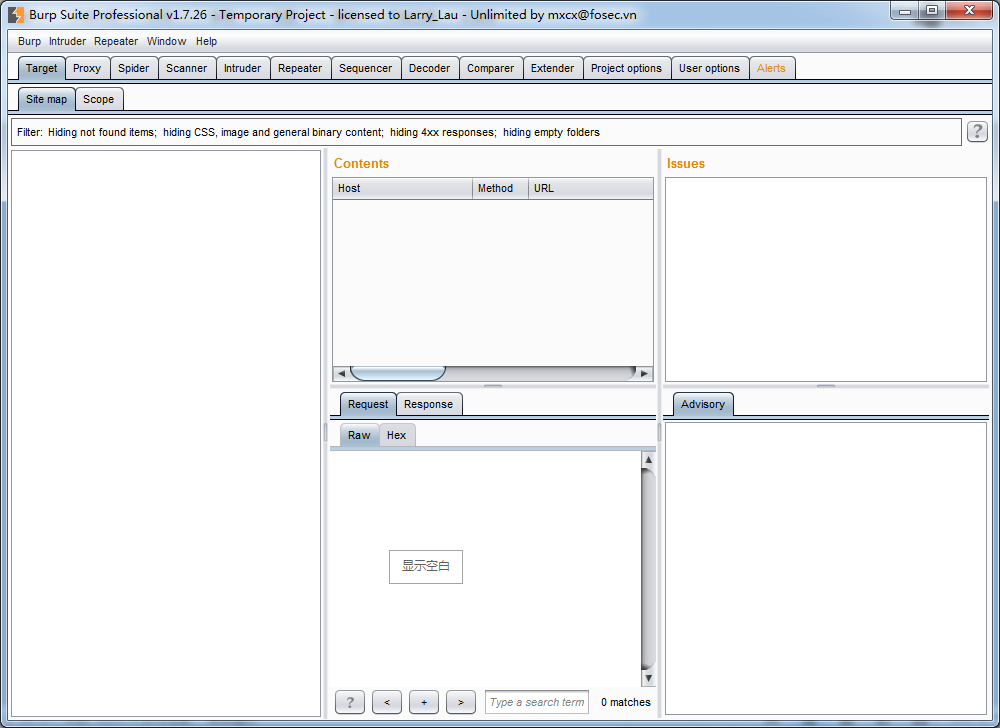 Burp Suite Professional v1.7.26 - Temporary Project - licensed to Larry_Lau - Unlimited by mxcx@fosec.vn
Burp Intruder Repeater Window Help
Target Proxy Spider Scanner Intruder Repeater Sequencer Decoder Comparer Extender Project options User options Alerts
Site map Scope
Filter: Hiding not found items; hiding CSS, image and general binary content; hiding 4xx responses; hiding empty folders
?
Contents
Host Method URL
Issues
Request Response
Advisory
Raw Hex
显示空白
? < + > Type a search term 0 matches